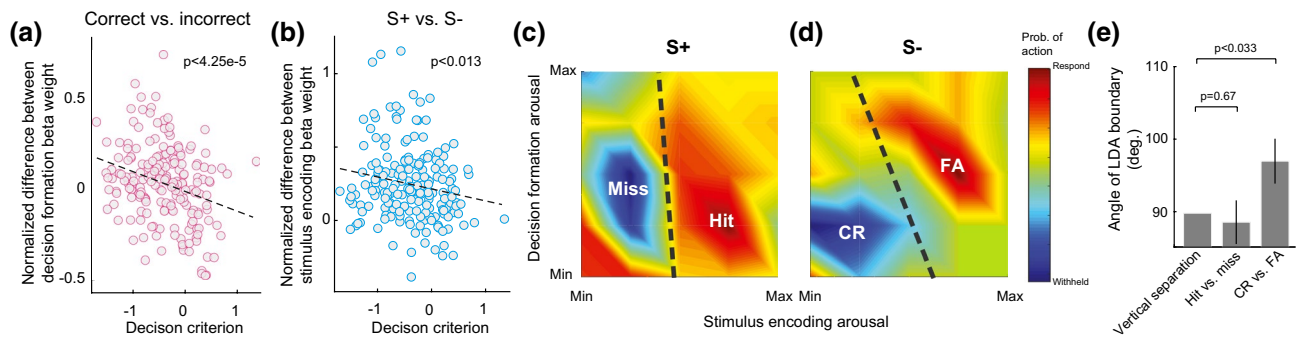 (a)
Correct vs. incorrect
p<4.25e-5
Normalized difference between
decision formation beta weight
0.5
0
-0.5
-1
0
1
Decison criterion
(b)
S+ vs. S-
p<0.013
Normalized difference between
stimulus encoding beta weight
1
0
-1
0
1
Decison criterion
(c)
S+
Decision formation arousal
Max
Min
Miss
Hit
Min
Max
(d)
S-
FA
CR
Min
Max
Stimulus encoding arousal
Prob. of
action
Respond
Withheld
(e)
p<0.033
p=0.67
Angle of LDA boundary
(deg.)
110
100
90
Vertical separation
Hit vs. miss
CR vs. FA